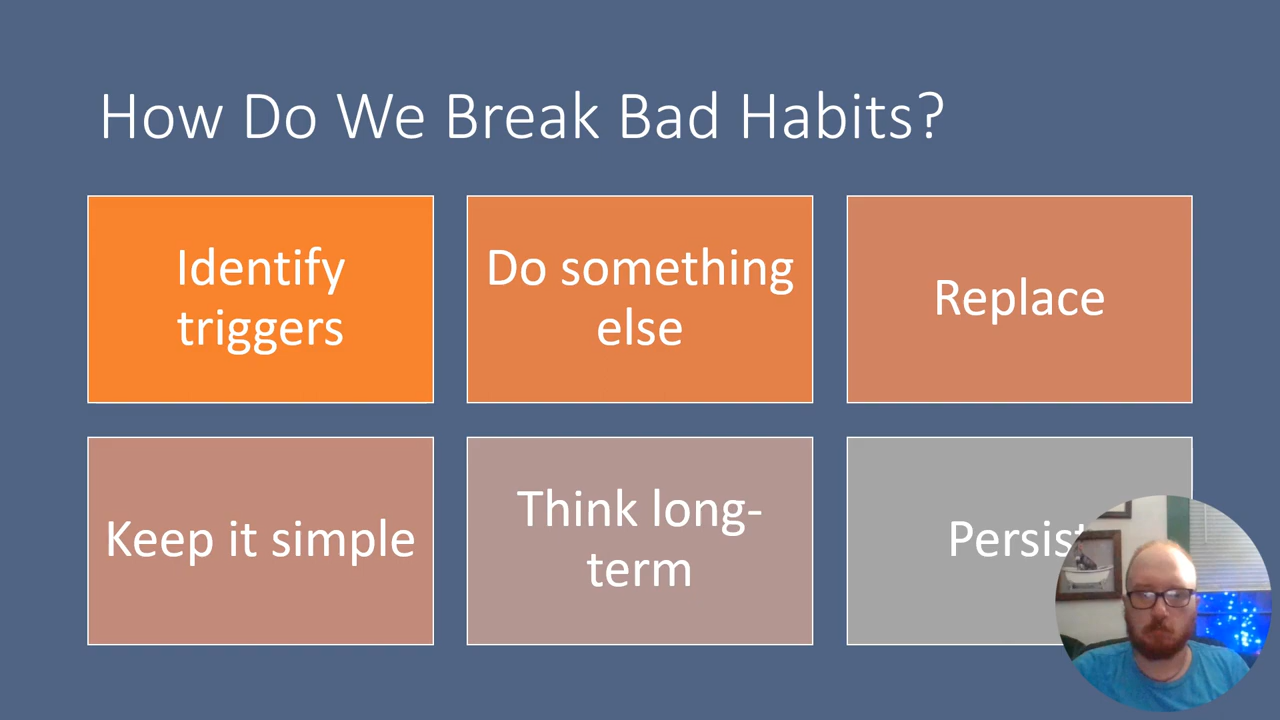 How Do We Break Bad Habits?
Identify
triggers
Do something
else
Replace
Keep it simple
Think long-
term
Persist